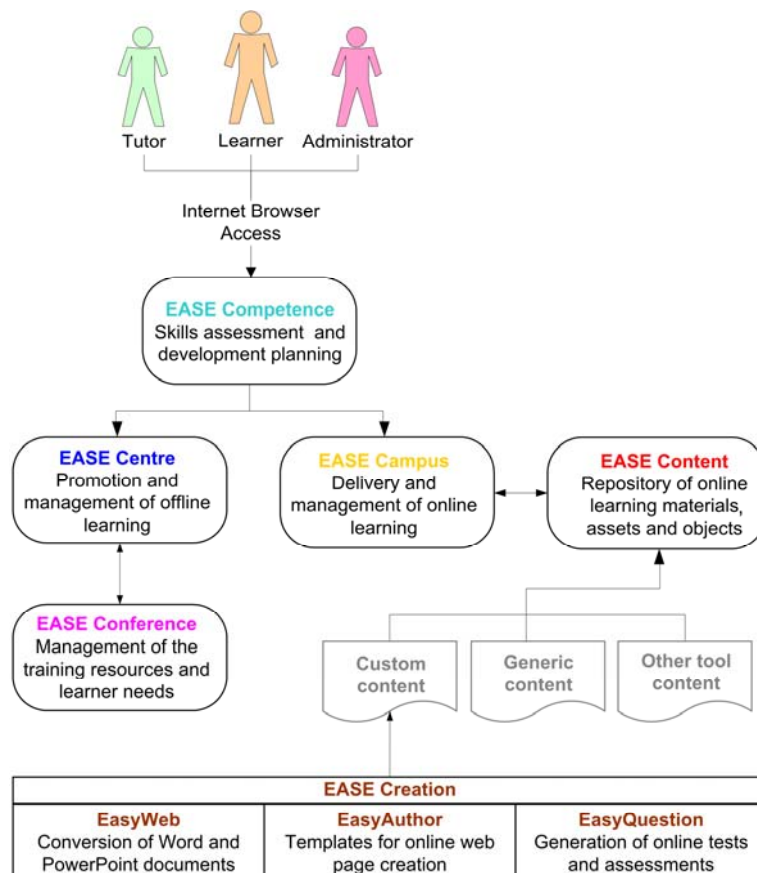 Tutor
Learner
Administrator
Internet Browser
Access
EASE Competence
Skills assessment and
development planning
EASE Centre
Promotion and
management of offline
learning
EASE Campus
Delivery and
management of online
learning
EASE Content
Repository of online
learning materials,
assets and objects
EASE Conference
Management of the
training resources and
learner needs
Custom
content
Generic
content
Other tool
content
EASE Creation
EasyWeb
Conversion of Word and
PowerPoint documents
EasyAuthor
Templates for online web
page creation
EasyQuestion
Generation of online tests
and assessments